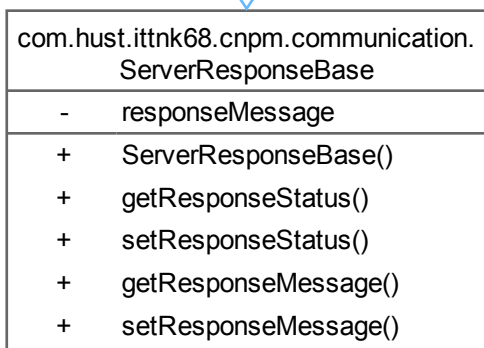 com.hust.ittnk68.cnpm.communication.
ServerResponseBase
- responseMessage
+ ServerResponseBase()
+ getResponseStatus()
+ setResponseStatus()
+ getResponseMessage()
+ setResponseMessage()